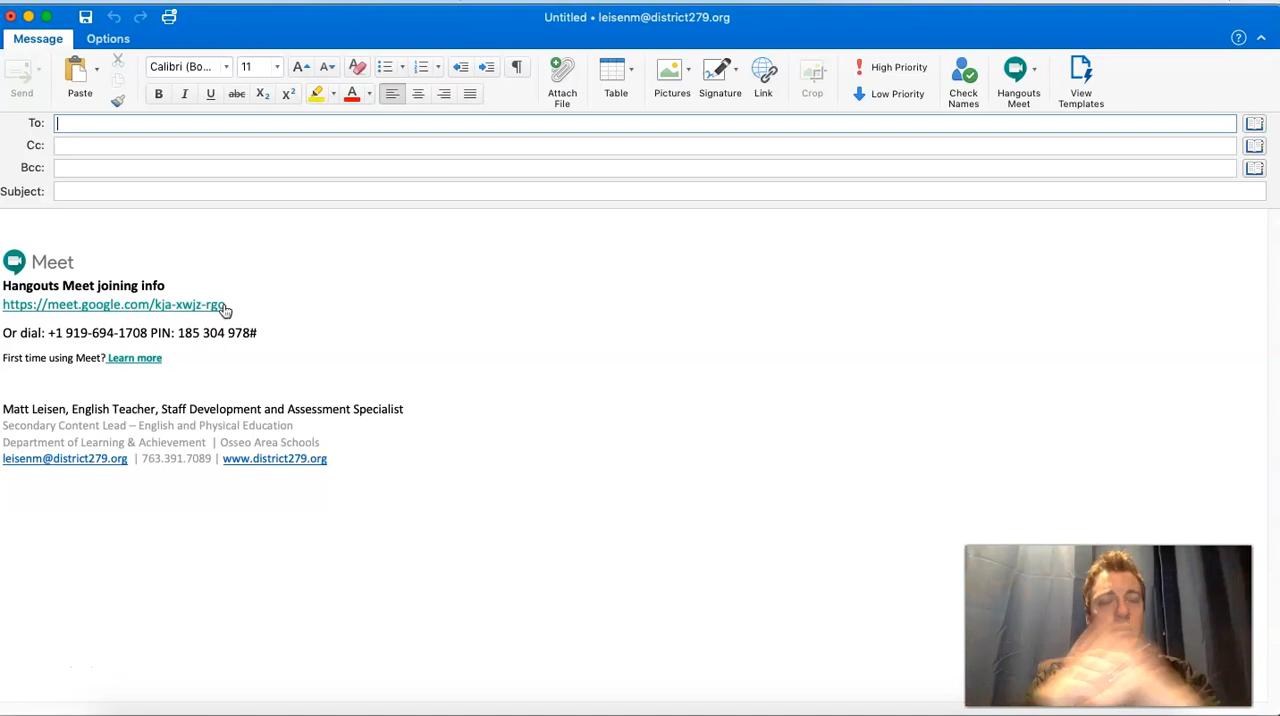 Untitled • leisenm@district279.org
Message Options
Send
Paste
Calibri (Bo... 11
A A A
B I U abc X2 X2 A
Attach File
Table
Pictures
Signature
Link
Crop
High Priority
Low Priority
Check Names
Hangouts Meet
View Templates
To:
Cc:
Bcc:
Subject:
Meet
Hangouts Meet joining info
https://meet.google.com/kja-xwjz-rgo
Or dial: +1 919-694-1708 PIN: 185 304 978#
First time using Meet? Learn more
Matt Leisen, English Teacher, Staff Development and Assessment Specialist
Secondary Content Lead – English and Physical Education
Department of Learning & Achievement | Osseo Area Schools
leisenm@district279.org | 763.391.7089 | www.district279.org